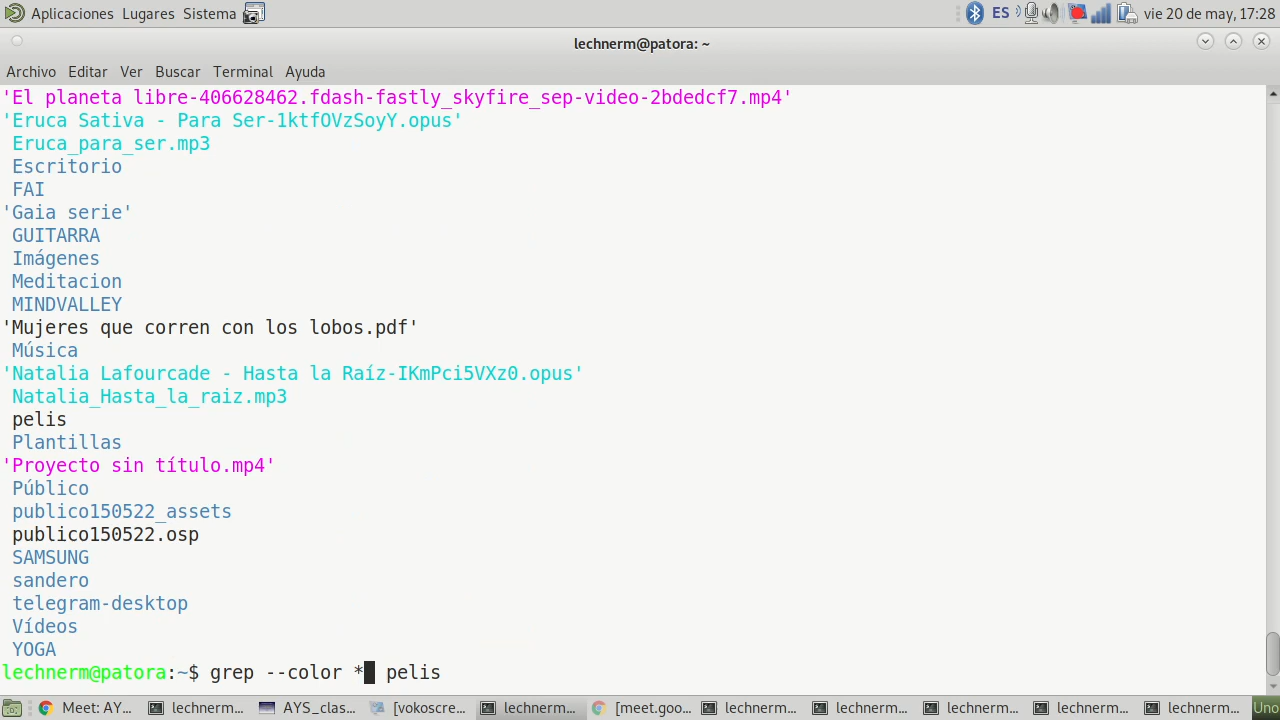 Aplicaciones Lugares Sistema ES vie 20 de may, 17:28
lechnerm@patora: ~
Archivo Editar Ver Buscar Terminal Ayuda
'El planeta libre-406628462.fdash-fastly_skyfire_sep-video-2bdedcf7.mp4'
'Eruca Sativa - Para Ser-1ktfOVzSoyY.opus'
Eruca_para_ser.mp3
Escritorio
FAI
'Gaia serie'
GUITARRA
Imágenes
Meditacion
MINDVALLEY
'Mujeres que corren con los lobos.pdf'
Música
'Natalia Lafourcade - Hasta la Raíz-IKmPci5VXz0.opus'
Natalia_Hasta_la_raiz.mp3
pelis
Plantillas
'Proyecto sin título.mp4'
Público
publico150522_assets
publico150522.osp
SAMSUNG
sandero
telegram-desktop
Vídeos
YOGA
lechnerm@patora:~$ grep --color * pelis
Meet: AY... lechnerm... AYS_clas... [vokoscre... lechnerm... [meet.goo... lechnerm... lechnerm... lechnerm... lechnerm... lechnerm... Uno